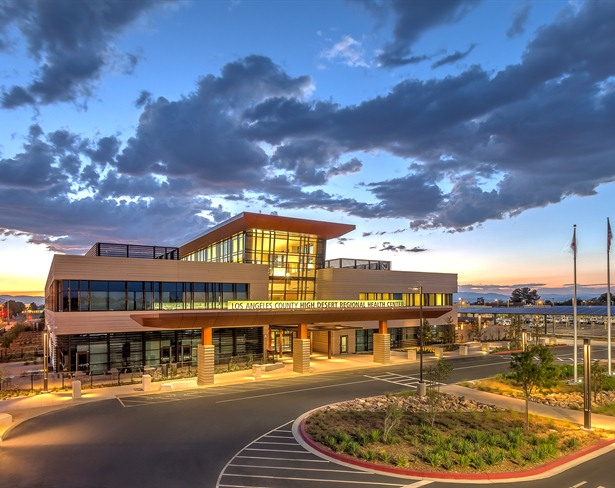 LOS ANGELES COUNTY HIGH DESERT REGIONAL HEALTH CENTER